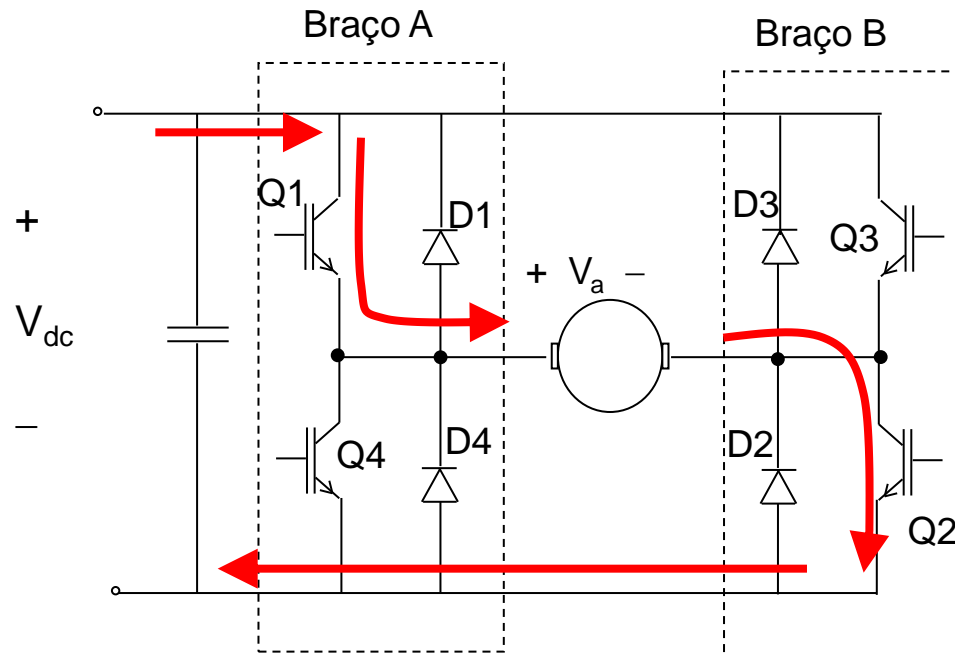 Braço A
Braço B
Q1
D1
D3
Q3
+
+ Va −
Vdc
−
Q4
D4
D2
Q2